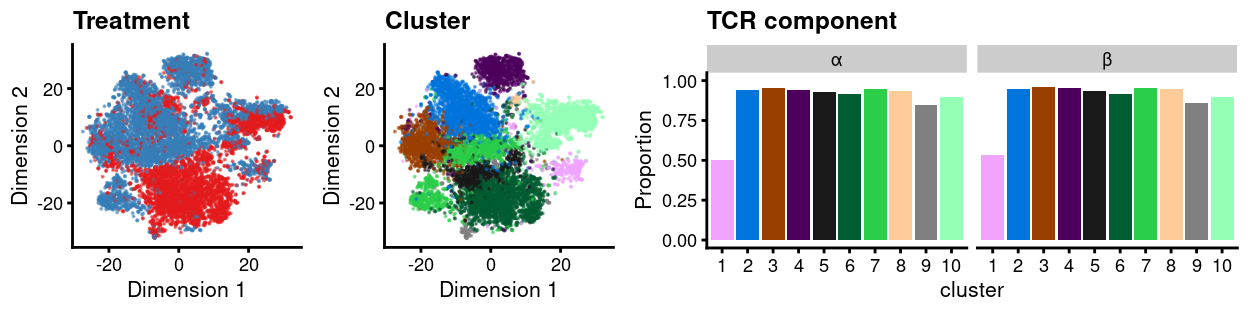 Treatment
Dimension 2
20
0
-20
-20 0 20
Dimension 1
Cluster
Dimension 2
20
0
-20
-20 0 20
Dimension 1
TCR component
α β
Proportion
1.00
0.75
0.50
0.25
0.00
1 2 3 4 5 6 7 8 9 10 1 2 3 4 5 6 7 8 9 10
cluster